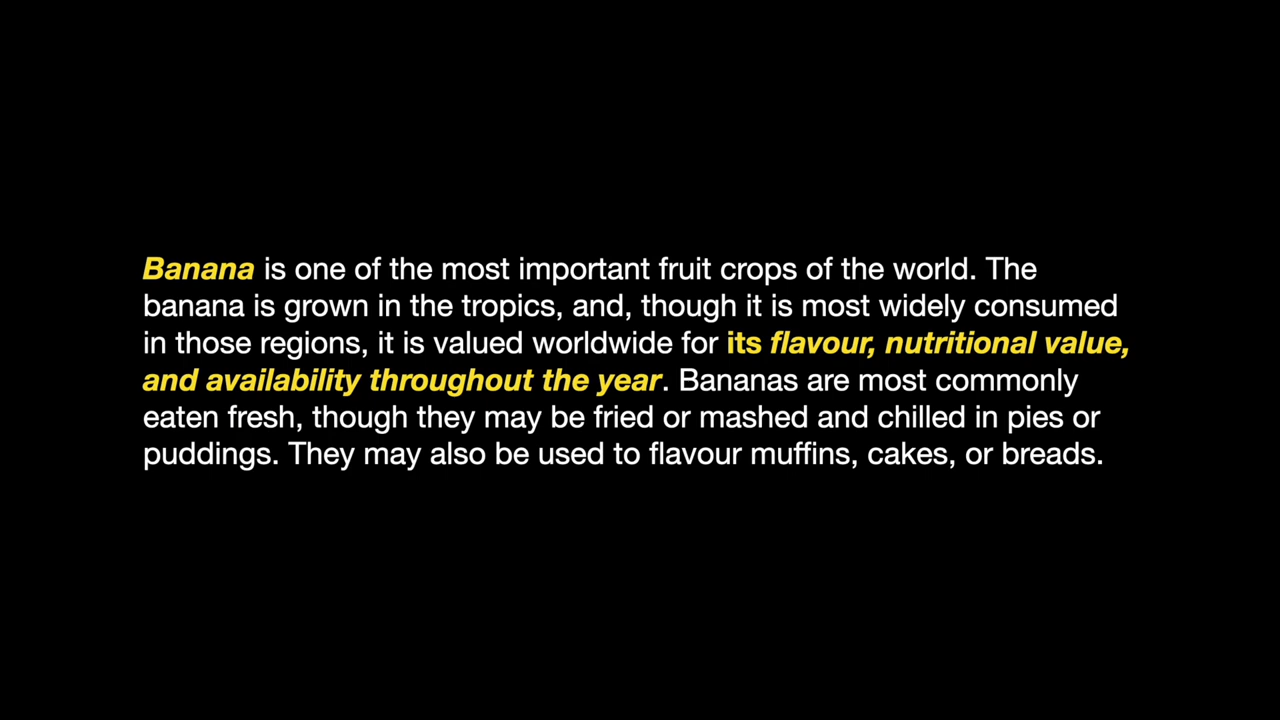 Banana is one of the most important fruit crops of the world. The
banana is grown in the tropics, and, though it is most widely consumed
in those regions, it is valued worldwide for its flavour, nutritional value,
and availability throughout the year. Bananas are most commonly
eaten fresh, though they may be fried or mashed and chilled in pies or
puddings. They may also be used to flavour muffins, cakes, or breads.